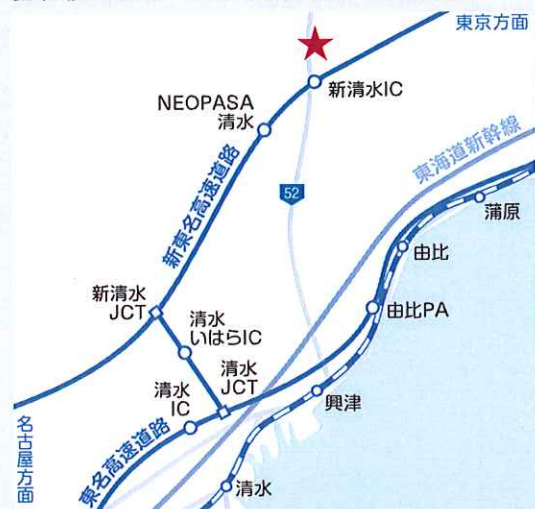 東京方面
新清水IC
NEOPASA
清水
東海道新幹線
新東名高速道路
52
蒲原
由比
新清水
JCT
由比PA
清水
いはらIC
清水
JCT
清水
IC
興津
名古屋方面
東名高速道路
清水